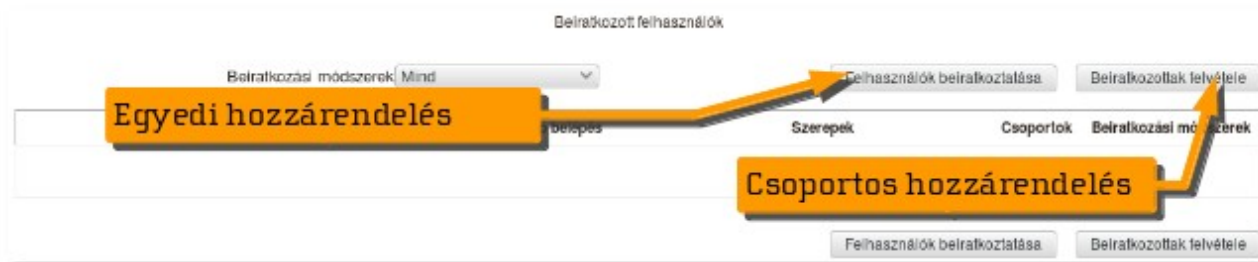 Beiratkozott felhasználók
Beiratkozási módszerek Mind
Felhasználók beiratkoztatása Beiratkozottak felvétele
Egyedi hozzárendelés
belépés Szerepek Csoportok Beiratkozási módszerek
Csoportos hozzárendelés
Felhasználók beiratkoztatása Beiratkozottak felvétele